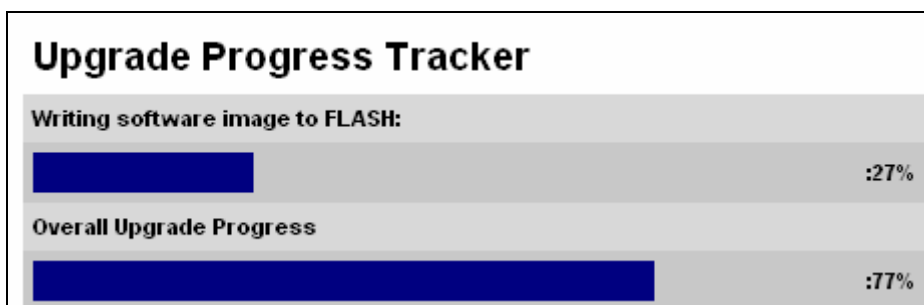 Upgrade Progress Tracker
Writing software image to FLASH:
:27%
Overall Upgrade Progress
:77%